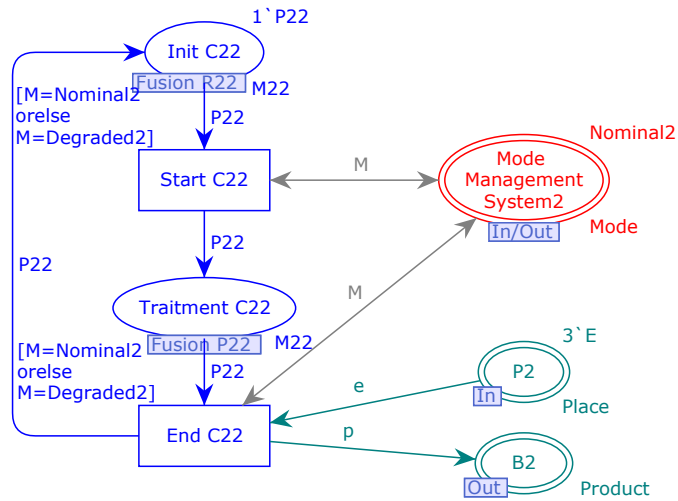 1`P22
Init C22
Fusion R22
M22
[M=Nominal2
orelse
M=Degraded2]
P22
Start C22
M
Nominal2
Mode
Management
System2
In/Out
Mode
P22
P22
M
Traitment C22
Fusion P22
M22
[M=Nominal2
orelse
M=Degraded2]
P22
3`E
P2
In
Place
e
End C22
p
B2
Out
Product